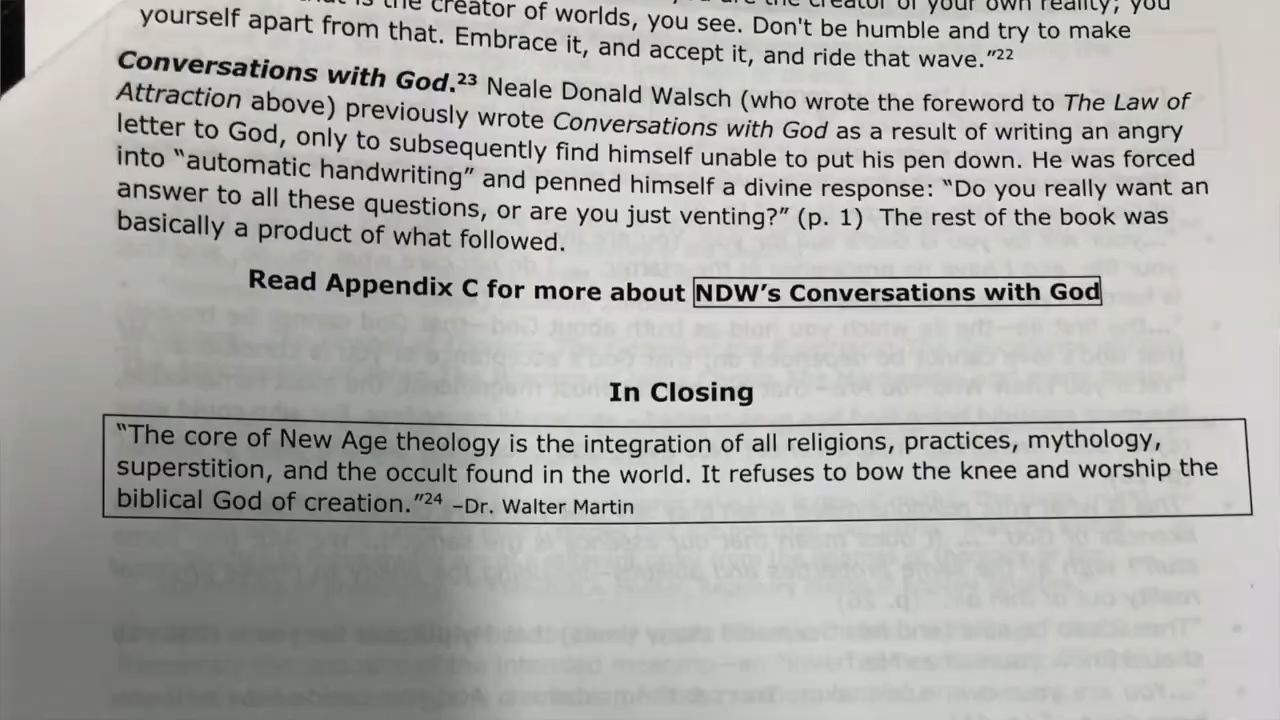 is the creator of worlds, you see. Don't be humble and try to make
yourself apart from that. Embrace it, and accept it, and ride that wave."22
Conversations with God.23 Neale Donald Walsch (who wrote the foreword to The Law of
Attraction above) previously wrote Conversations with God as a result of writing an angry
letter to God, only to subsequently find himself unable to put his pen down. He was forced
into "automatic handwriting" and penned himself a divine response: "Do you really want an
answer to all these questions, or are you just venting?" (p. 1) The rest of the book was
basically a product of what followed.
Read Appendix C for more about NDW's Conversations with God
In Closing
"The core of New Age theology is the integration of all religions, practices, mythology,
superstition, and the occult found in the world. It refuses to bow the knee and worship the
biblical God of creation."24 –Dr. Walter Martin